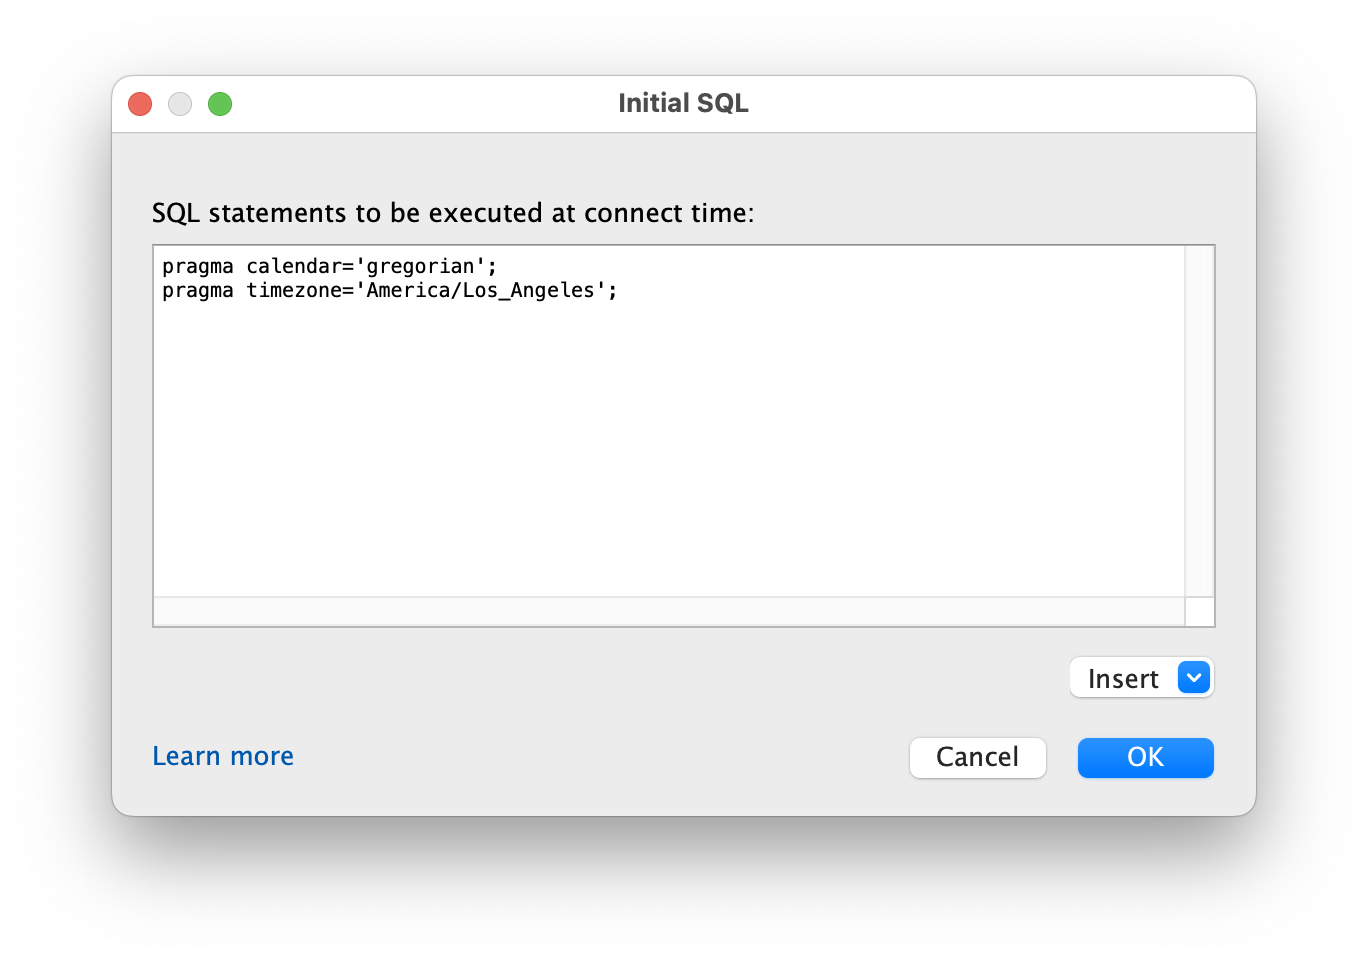 Initial SQL
SQL statements to be executed at connect time:
pragma calendar='gregorian';
pragma timezone='America/Los_Angeles';
Insert
Learn more
Cancel
OK